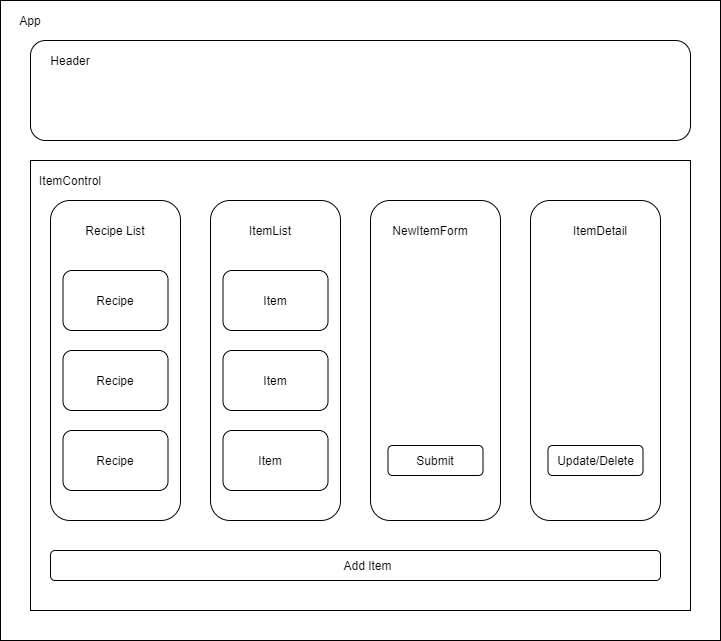 App
Header
ItemControl
Recipe List
Recipe
Recipe
Recipe
ItemList
Item
Item
Item
NewItemForm
Submit
ItemDetail
Update/Delete
Add Item